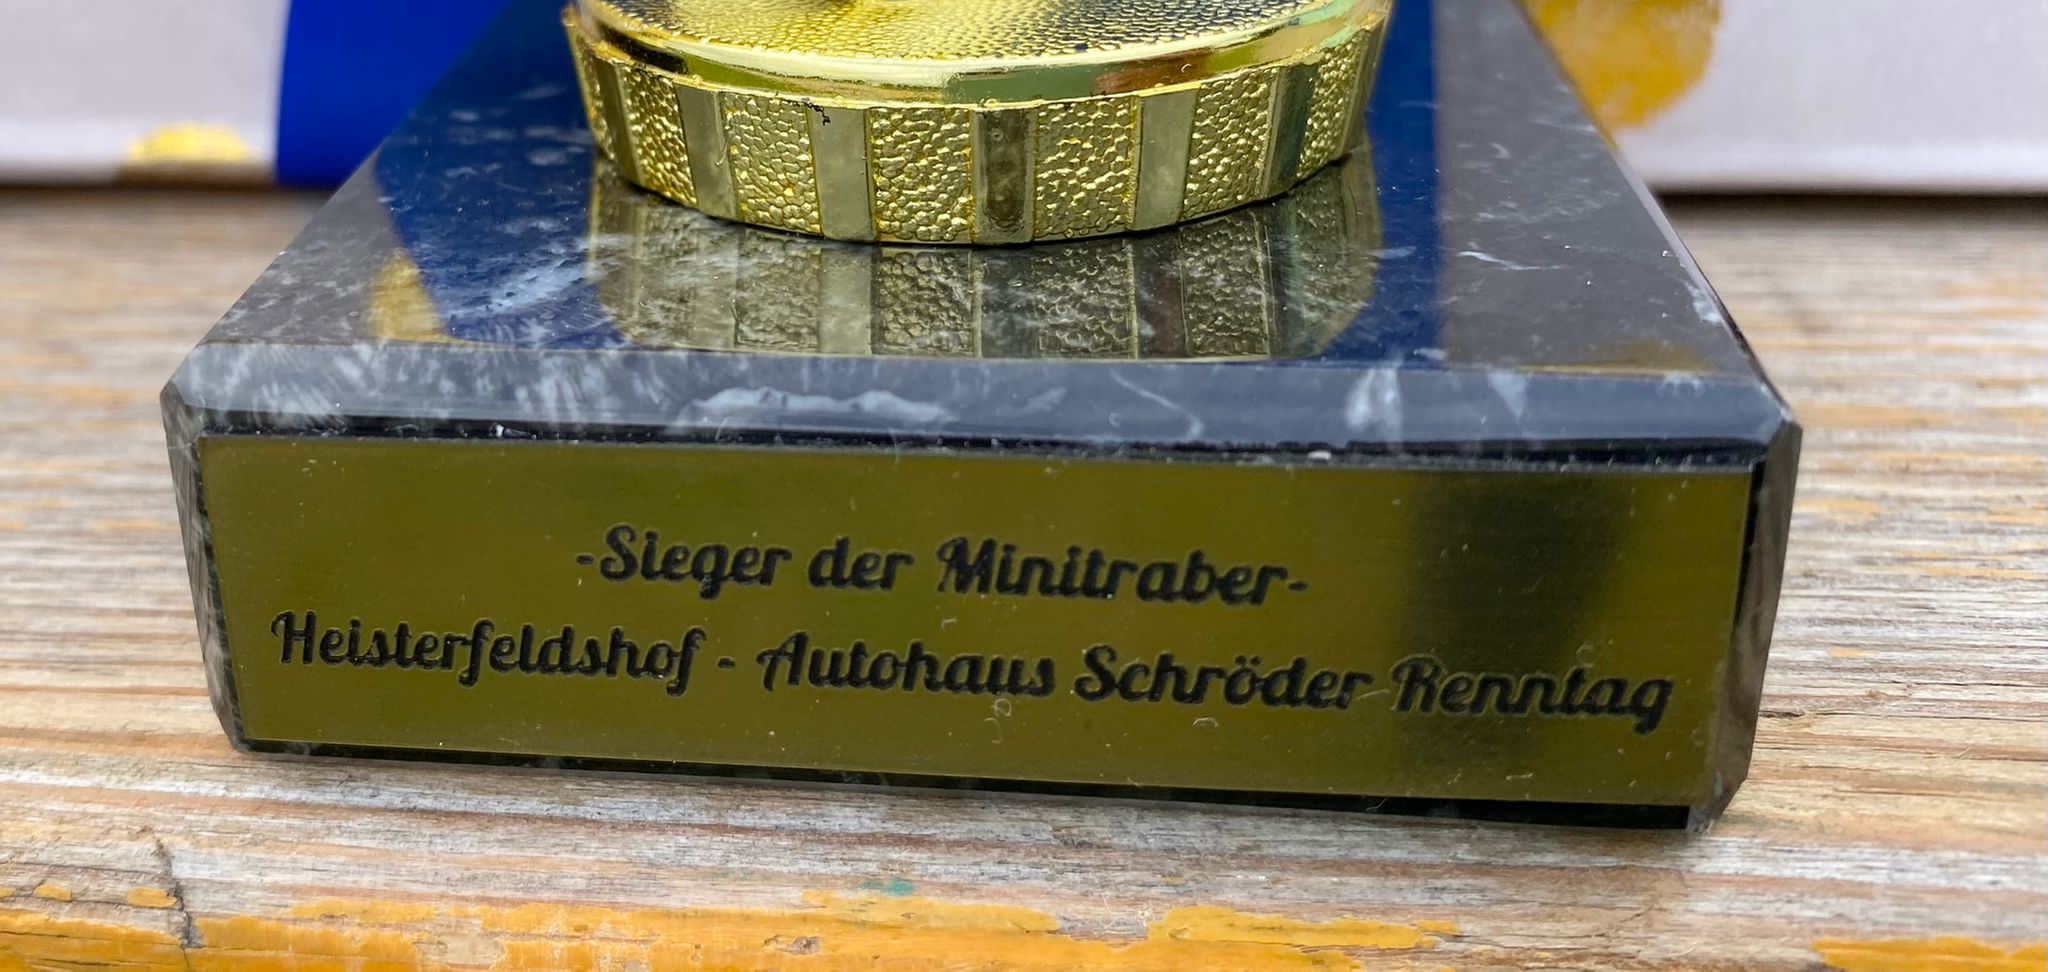 -Sieger der Minitraber-
Heisterfeldshof - Autohaus Schröder Renntag